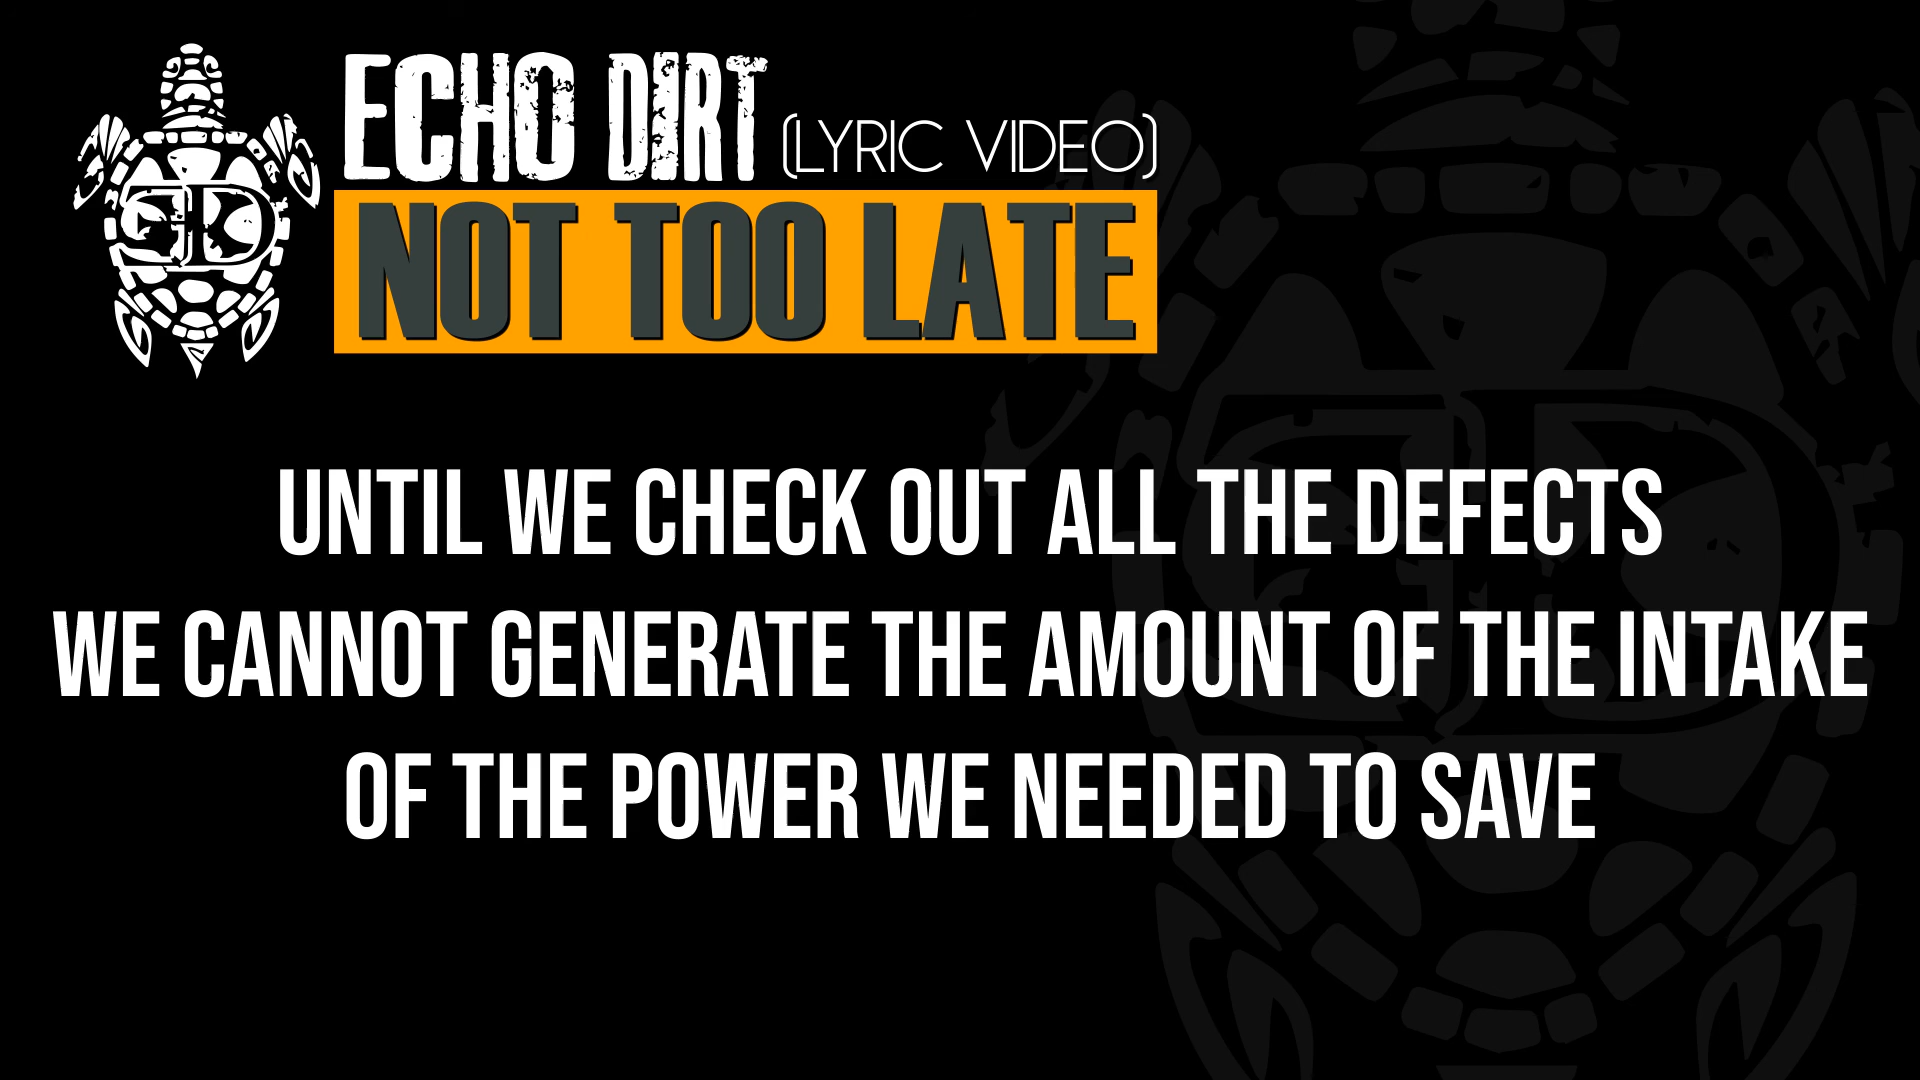 ECHO DIRT (LYRIC VIDEO)
NOT TOO LATE
UNTIL WE CHECK OUT ALL THE DEFECTS
WE CANNOT GENERATE THE AMOUNT OF THE INTAKE
OF THE POWER WE NEEDED TO SAVE